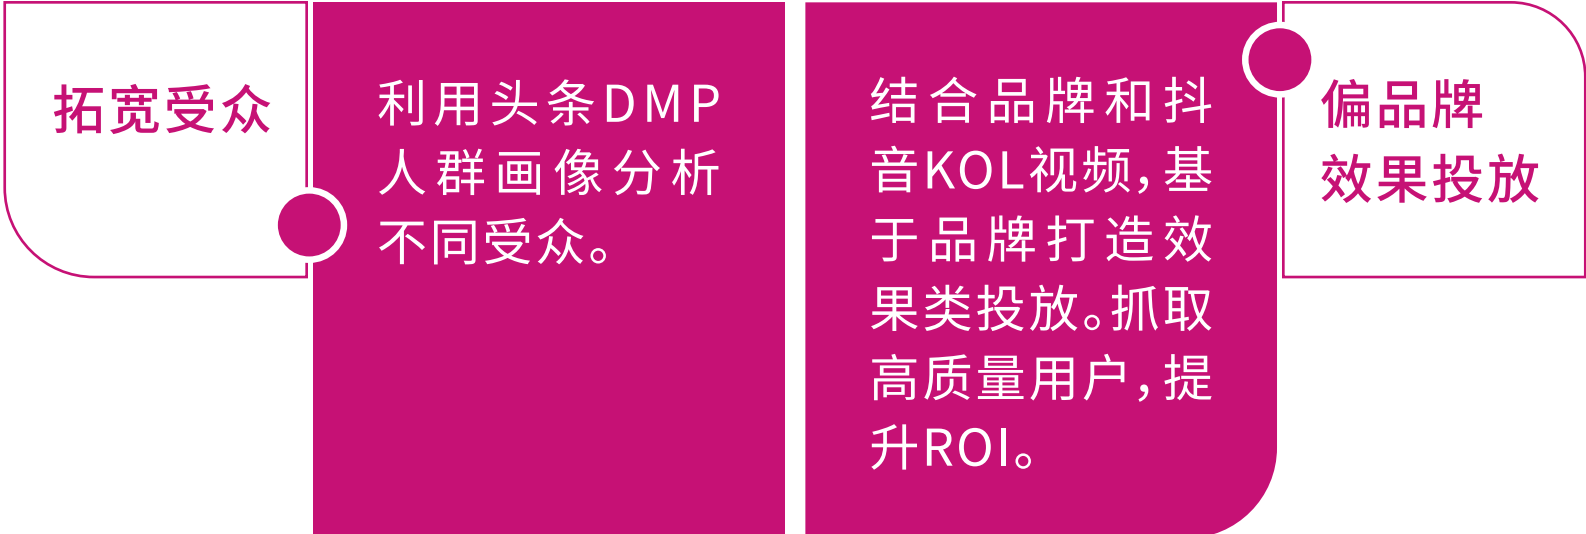 拓宽受众
利用头条DMP
人群画像分析
不同受众。
结合品牌和抖
音KOL视频，基
于品牌打造效
果类投放。抓取
高质量用户，提
升ROI。
偏品牌
效果投放